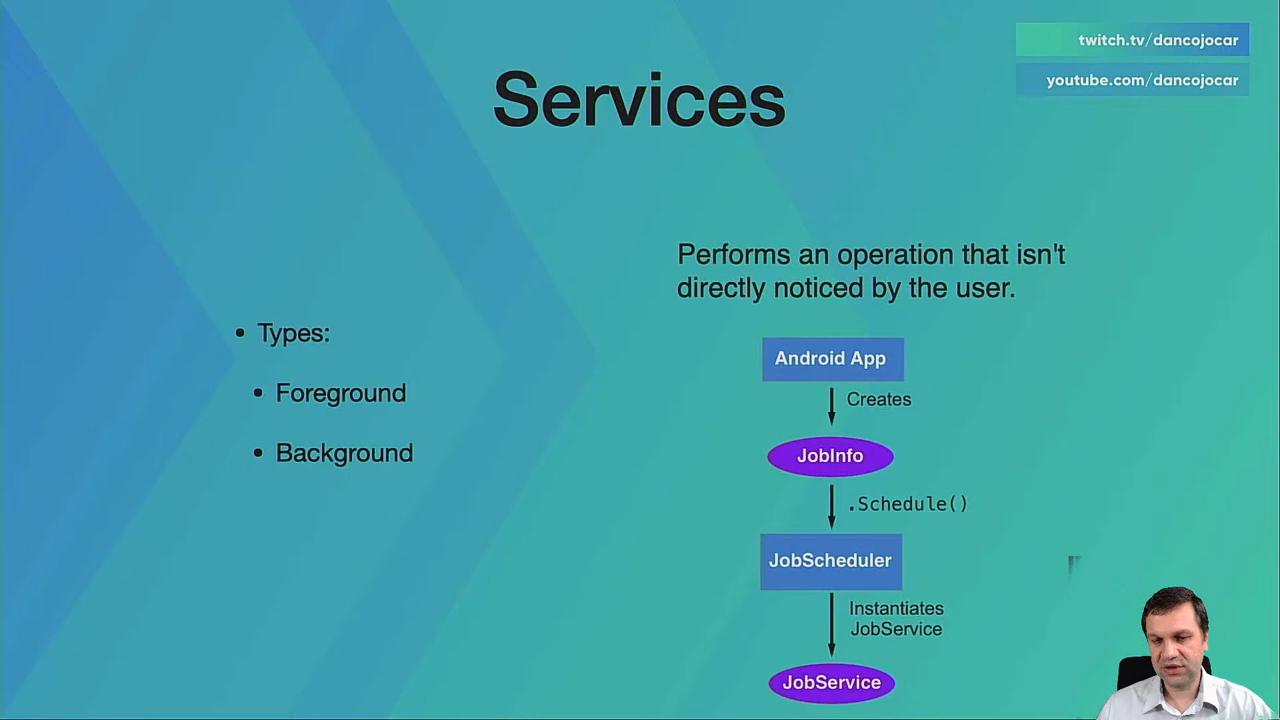 twitch.tv/dancojocar
youtube.com/dancojocar
Services
• Types:
• Foreground
• Background
Performs an operation that isn't
directly noticed by the user.
Android App
Creates
JobInfo
.Schedule()
JobScheduler
Instantiates
JobService
JobService